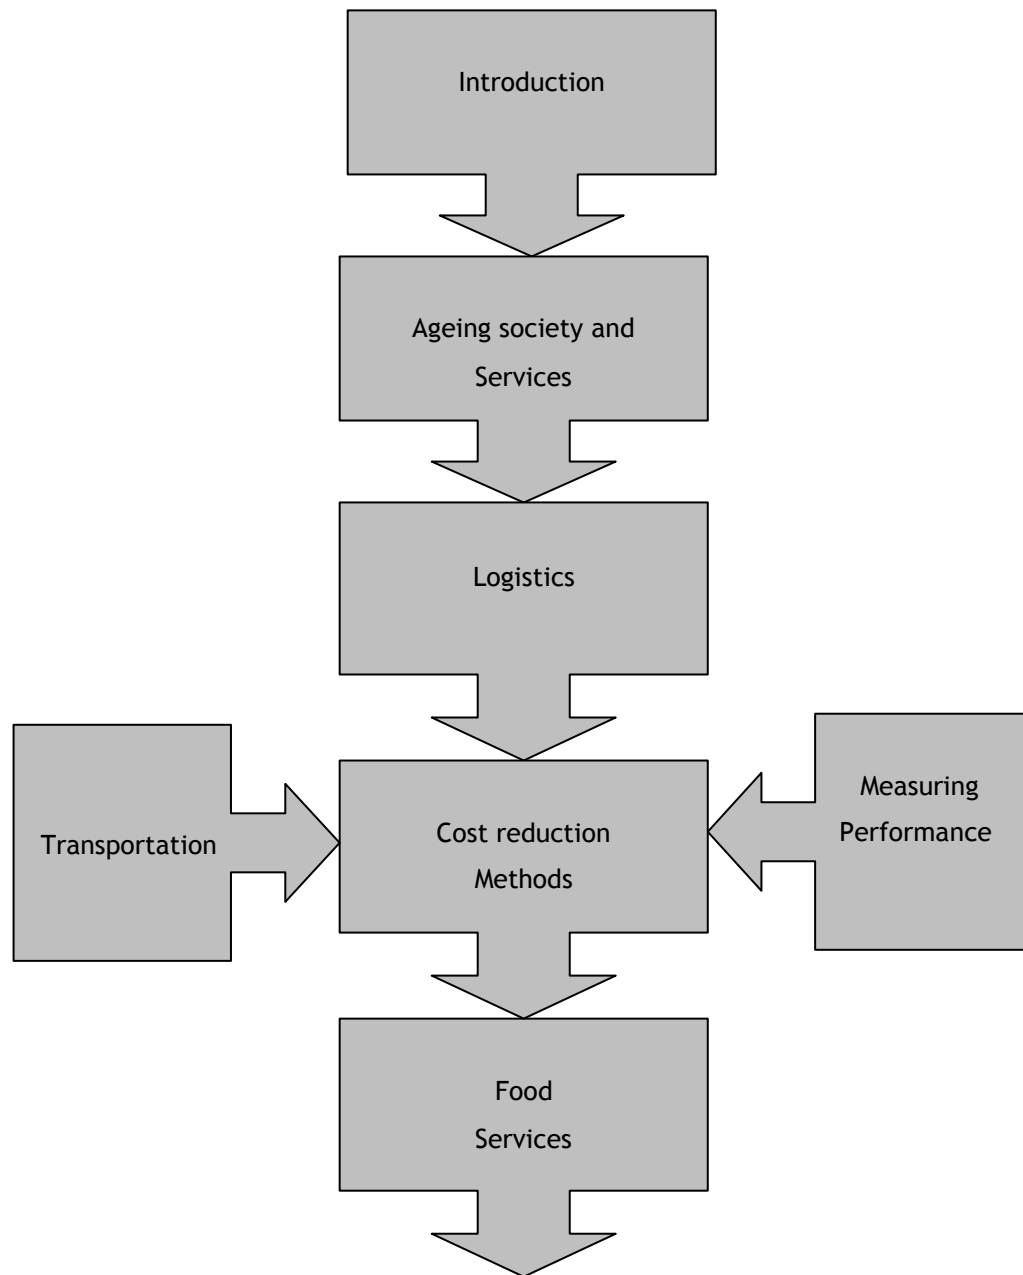 Introduction
Ageing society and
Services
Logistics
Transportation
Cost reduction
Methods
Measuring
Performance
Food
Services